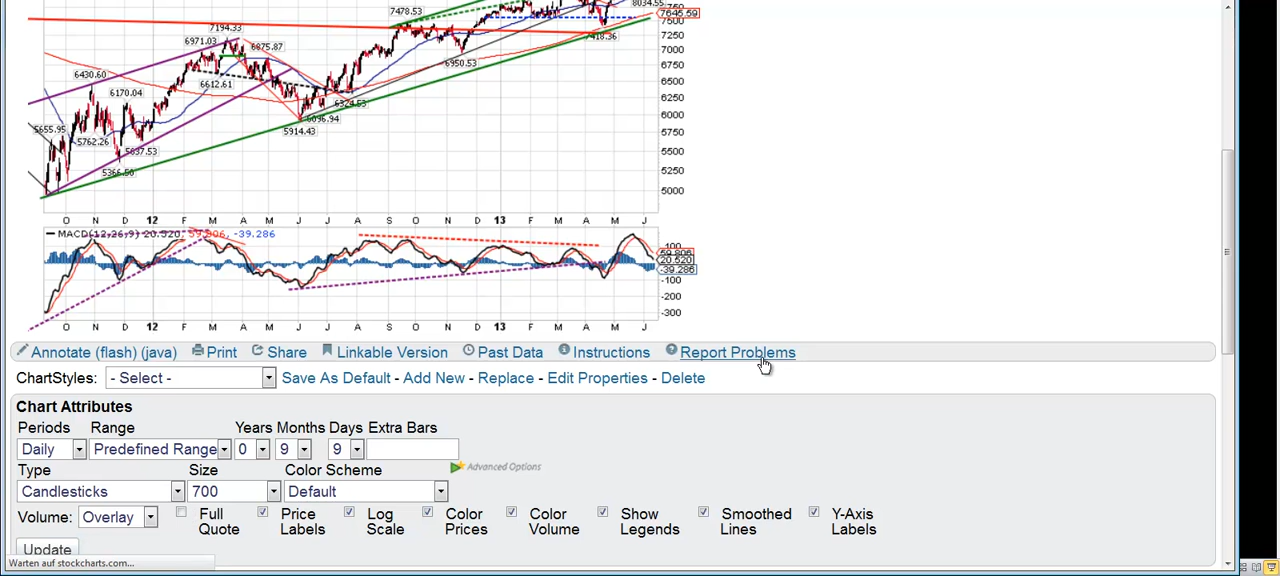 8034.55
7478.53
7500
7645.59
7194.33
7250
7418.36
6971.03
6875.87
7000
6950.53
6750
6430.60
6612.61
6500
6170.04
6324.53
6250
6096.94
6000
5655.95
5914.43
5762.26
5750
5637.53
5500
5366.50
5250
5000
O N D 12 F M A M J J A S O N D 13 F M A M J
MACD(12,26,9) 20.520, 59.806, -39.286
100
59.806
20.520
-39.286
-100
-200
-300
O N D 12 F M A M J J A S O N D 13 F M A M J
Annotate (flash) (java) Print Share Linkable Version Past Data Instructions Report Problems
ChartStyles: - Select - Save As Default - Add New - Replace - Edit Properties - Delete
Chart Attributes
Periods Range Years Months Days Extra Bars
Daily Predefined Range 0 9 9
Type Size Color Scheme Advanced Options
Candlesticks 700 Default
Volume: Overlay Full Quote Price Labels Log Scale Color Prices Color Volume Show Legends Smoothed Lines Y-Axis Labels
Update
Warten auf stockcharts.com...